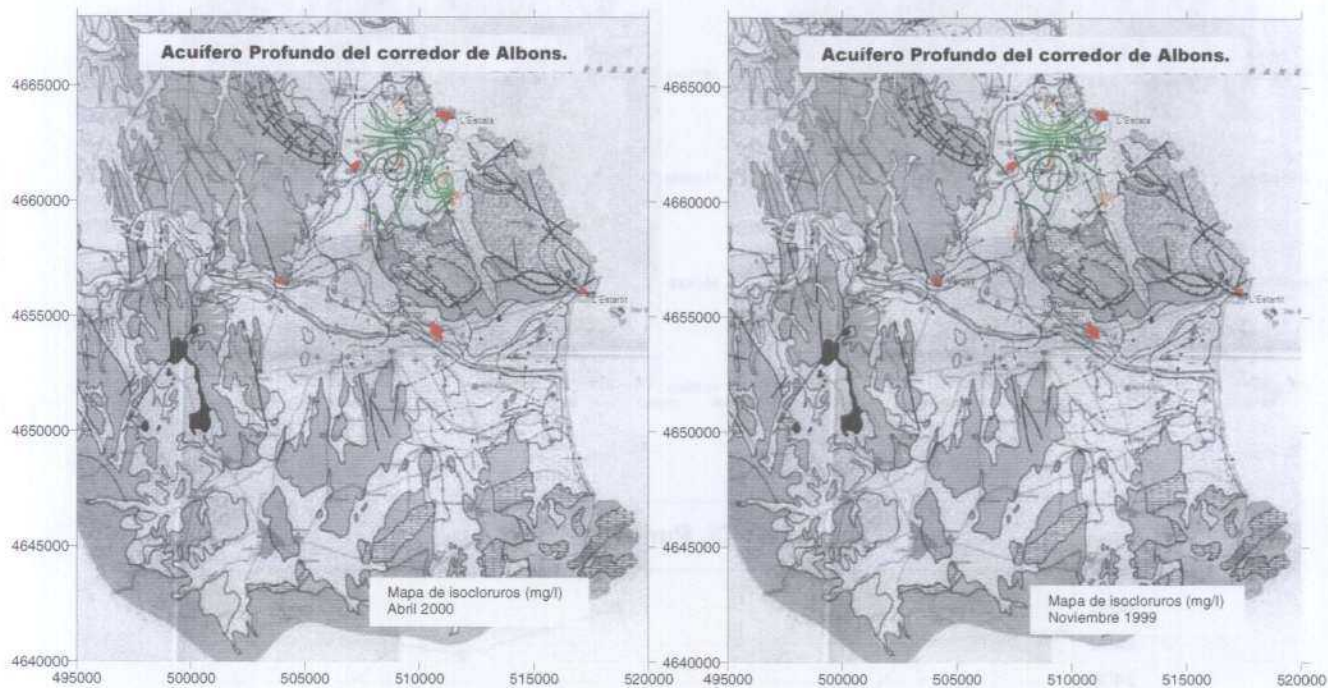 Acuífero Profundo del corredor de Albons.
4665000
4660000
4655000
4650000
4645000
4640000
L'Escala
L'Estartit
Mapa de isocloruros (mg/l)
Abril 2000
495000
500000
505000
510000
515000
520000
Acuífero Profundo del corredor de Albons.
4665000
4660000
4655000
4650000
4645000
4640000
L'Escala
L'Estartit
Mapa de isocloruros (mg/l)
Noviembre 1999
495000
500000
505000
510000
515000
520000